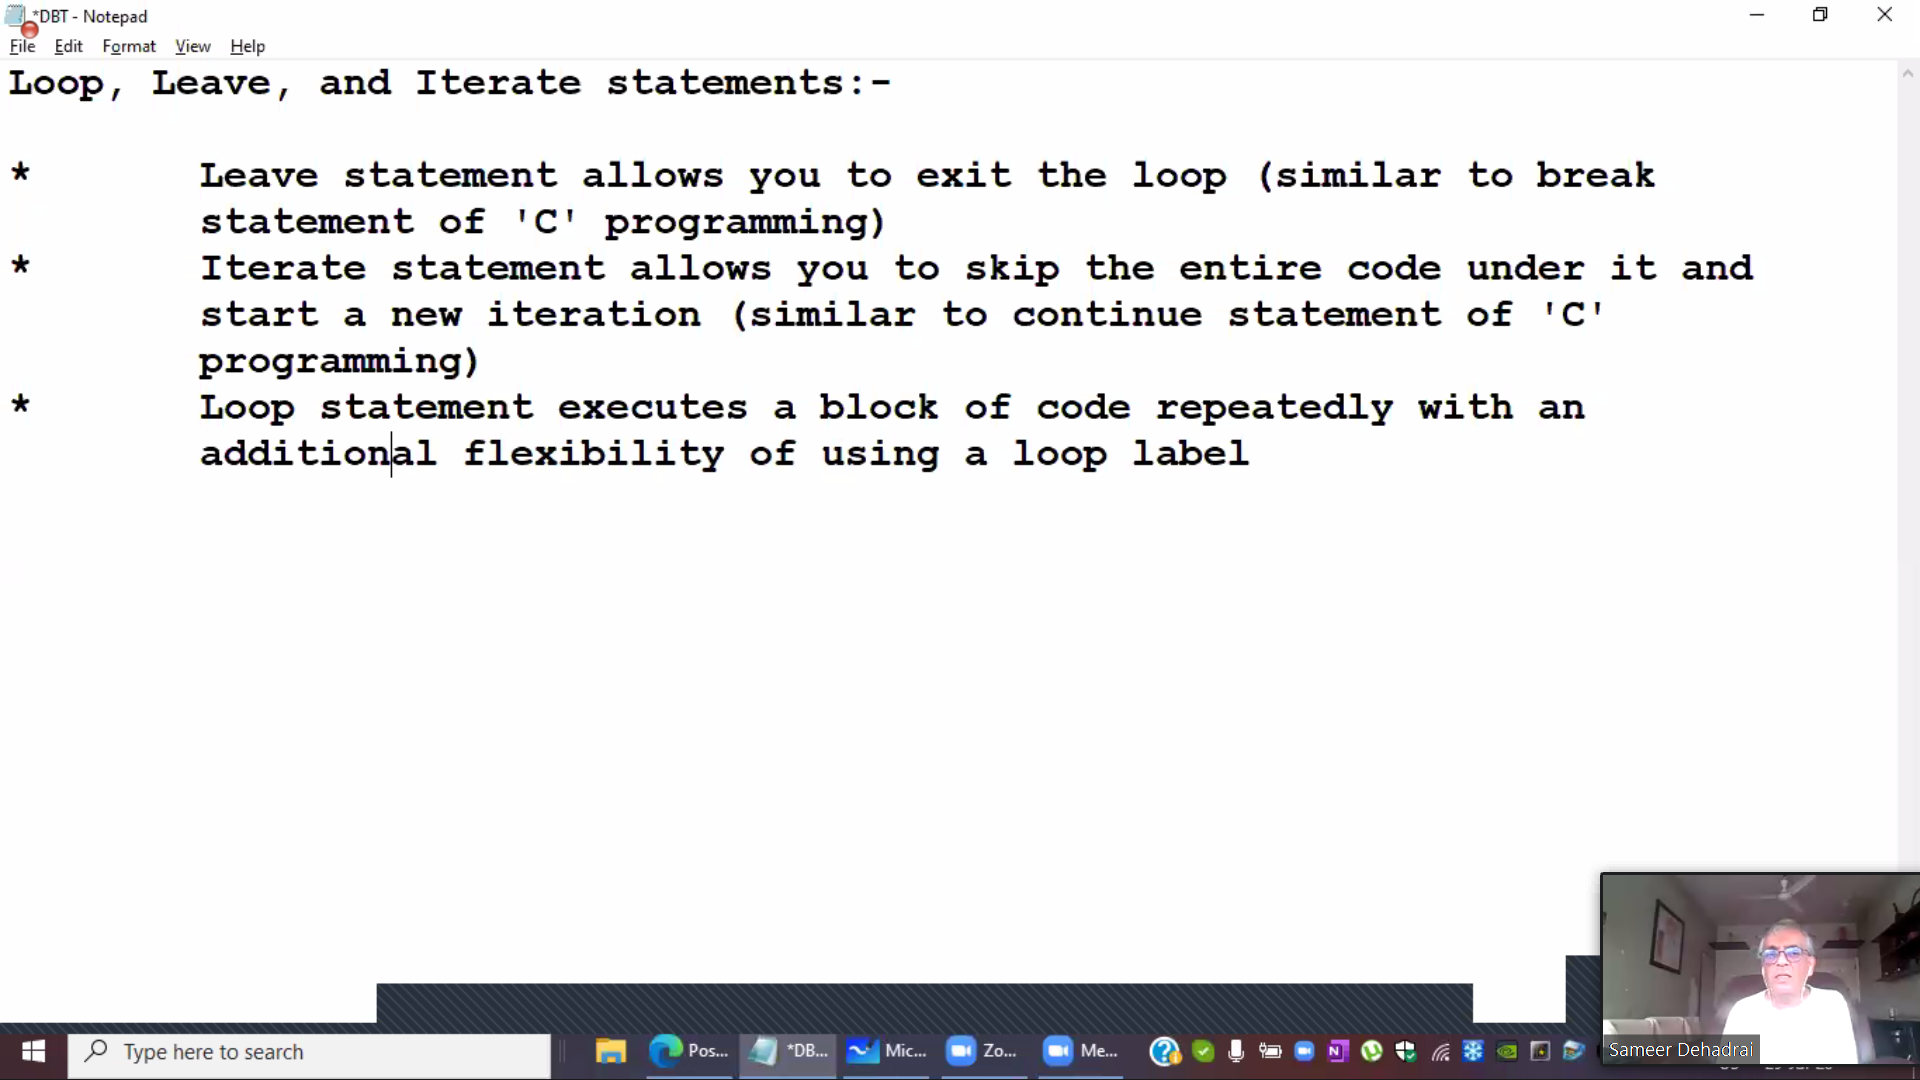 *DBT - Notepad
File Edit Format View Help
Loop, Leave, and Iterate statements:-
* Leave statement allows you to exit the loop (similar to break
statement of 'C' programming)
* Iterate statement allows you to skip the entire code under it and
start a new iteration (similar to continue statement of 'C'
programming)
* Loop statement executes a block of code repeatedly with an
additional flexibility of using a loop label
Sameer Dehadrai
Type here to search Pos... *DB... Mic... Zo... Me...